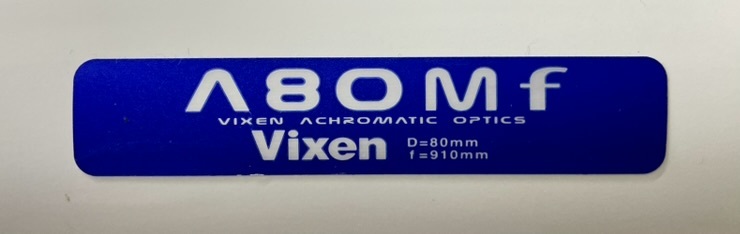 A80Mf
VIXEN ACHROMATIC OPTICS
Vixen D=80mm
f=910mm